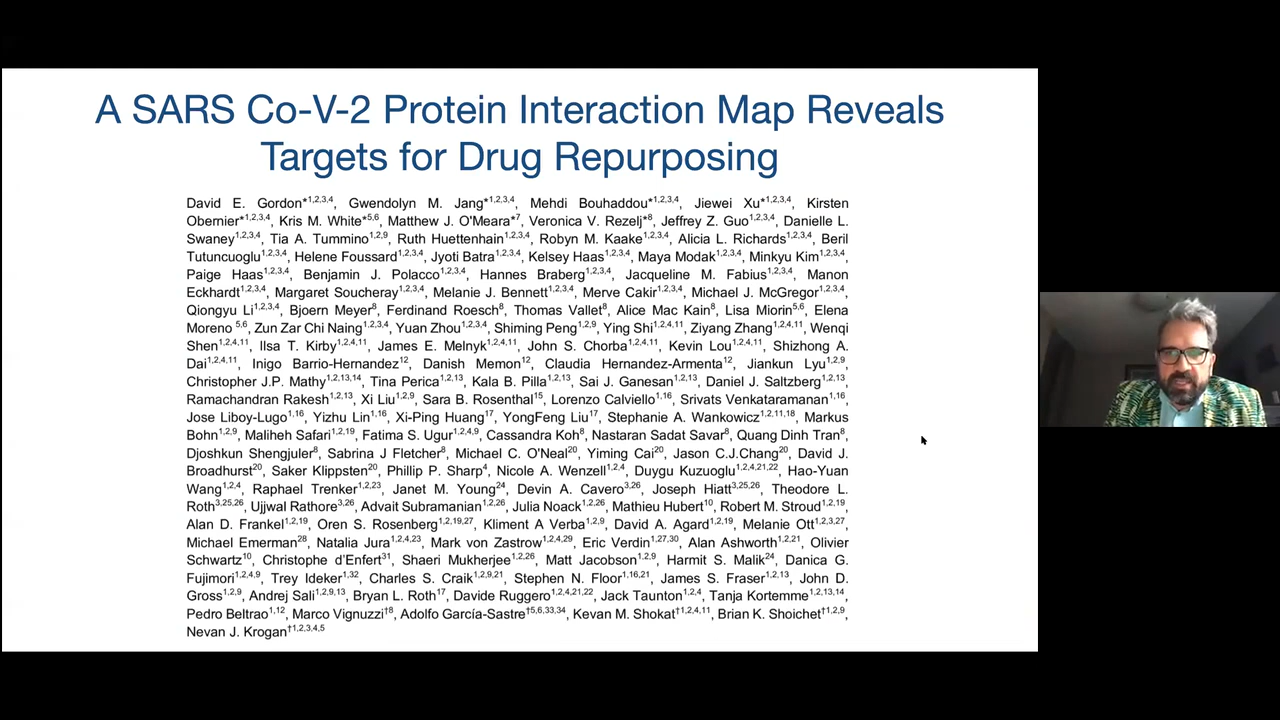 A SARS Co-V-2 Protein Interaction Map Reveals
Targets for Drug Repurposing
David E. Gordon*1,2,3,4, Gwendolyn M. Jang*1,2,3,4, Mehdi Bouhaddou*1,2,3,4, Jiewei Xu*1,2,3,4, Kirsten
Obernier*1,2,3,4, Kris M. White*5,6, Matthew J. O'Meara*7, Veronica V. Rezelj*8, Jeffrey Z. Guo1,2,3,4, Danielle L.
Swaney1,2,3,4, Tia A. Tummino1,2,9, Ruth Huettenhain1,2,3,4, Robyn M. Kaake1,2,3,4, Alicia L. Richards1,2,3,4, Beril
Tutuncuoglu1,2,3,4, Helene Foussard1,2,3,4, Jyoti Batra1,2,3,4, Kelsey Haas1,2,3,4, Maya Modak1,2,3,4, Minkyu Kim1,2,3,4,
Paige Haas1,2,3,4, Benjamin J. Polacco1,2,3,4, Hannes Braberg1,2,3,4, Jacqueline M. Fabius1,2,3,4, Manon
Eckhardt1,2,3,4, Margaret Soucheray1,2,3,4, Melanie J. Bennett1,2,3,4, Merve Cakir1,2,3,4, Michael J. McGregor1,2,3,4,
Qiongyu Li1,2,3,4, Bjoern Meyer8, Ferdinand Roesch8, Thomas Vallet8, Alice Mac Kain8, Lisa Miorin5,6, Elena
Moreno 5,6, Zun Zar Chi Naing1,2,3,4, Yuan Zhou1,2,3,4, Shiming Peng1,2,9, Ying Shi1,2,4,11, Ziyang Zhang1,2,4,11, Wenqi
Shen1,2,4,11, Ilsa T. Kirby1,2,4,11, James E. Melnyk1,2,4,11, John S. Chorba1,2,4,11, Kevin Lou1,2,4,11, Shizhong A.
Dai1,2,4,11, Inigo Barrio-Hernandez12, Danish Memon12, Claudia Hernandez-Armenta12, Jiankun Lyu1,2,9,
Christopher J.P. Mathy1,2,13,14, Tina Perica1,2,13, Kala B. Pilla1,2,13, Sai J. Ganesan1,2,13, Daniel J. Saltzberg1,2,13,
Ramachandran Rakesh1,2,13, Xi Liu1,2,9, Sara B. Rosenthal15, Lorenzo Calviello1,16, Srivats Venkataramanan1,16,
Jose Liboy-Lugo1,16, Yizhu Lin1,16, Xi-Ping Huang17, YongFeng Liu17, Stephanie A. Wankowicz1,2,11,18, Markus
Bohn1,2,9, Maliheh Safari1,2,19, Fatima S. Ugur1,2,4,9, Cassandra Koh8, Nastaran Sadat Savar8, Quang Dinh Tran8,
Djoshkun Shengjuler8, Sabrina J Fletcher8, Michael C. O'Neal20, Yiming Cai20, Jason C.J.Chang20, David J.
Broadhurst20, Saker Klippsten20, Phillip P. Sharp4, Nicole A. Wenzell1,2,4, Duygu Kuzuoglu1,2,4,21,22, Hao-Yuan
Wang1,2,4, Raphael Trenker1,2,23, Janet M. Young24, Devin A. Cavero3,26, Joseph Hiatt3,25,26, Theodore L.
Roth3,25,26, Ujjwal Rathore3,26, Advait Subramanian1,2,26, Julia Noack1,2,26, Mathieu Hubert10, Robert M. Stroud1,2,19,
Alan D. Frankel1,2,19, Oren S. Rosenberg1,2,19,27, Kliment A Verba1,2,9, David A. Agard1,2,19, Melanie Ott1,2,3,27,
Michael Emerman28, Natalia Jura1,2,4,23, Mark von Zastrow1,2,4,29, Eric Verdin1,27,30, Alan Ashworth1,2,21, Olivier
Schwartz10, Christophe d'Enfert31, Shaeri Mukherjee1,2,26, Matt Jacobson1,2,9, Harmit S. Malik24, Danica G.
Fujimori1,2,4,9, Trey Ideker1,32, Charles S. Craik1,2,9,21, Stephen N. Floor1,16,21, James S. Fraser1,2,13, John D.
Gross1,2,9, Andrej Sali1,2,9,13, Bryan L. Roth17, Davide Ruggero1,2,4,21,22, Jack Taunton1,2,4, Tanja Kortemme1,2,13,14,
Pedro Beltrao1,12, Marco Vignuzzi†8, Adolfo García-Sastre†5,6,33,34, Kevan M. Shokat†1,2,4,11, Brian K. Shoichet†1,2,9,
Nevan J. Krogan†1,2,3,4,5